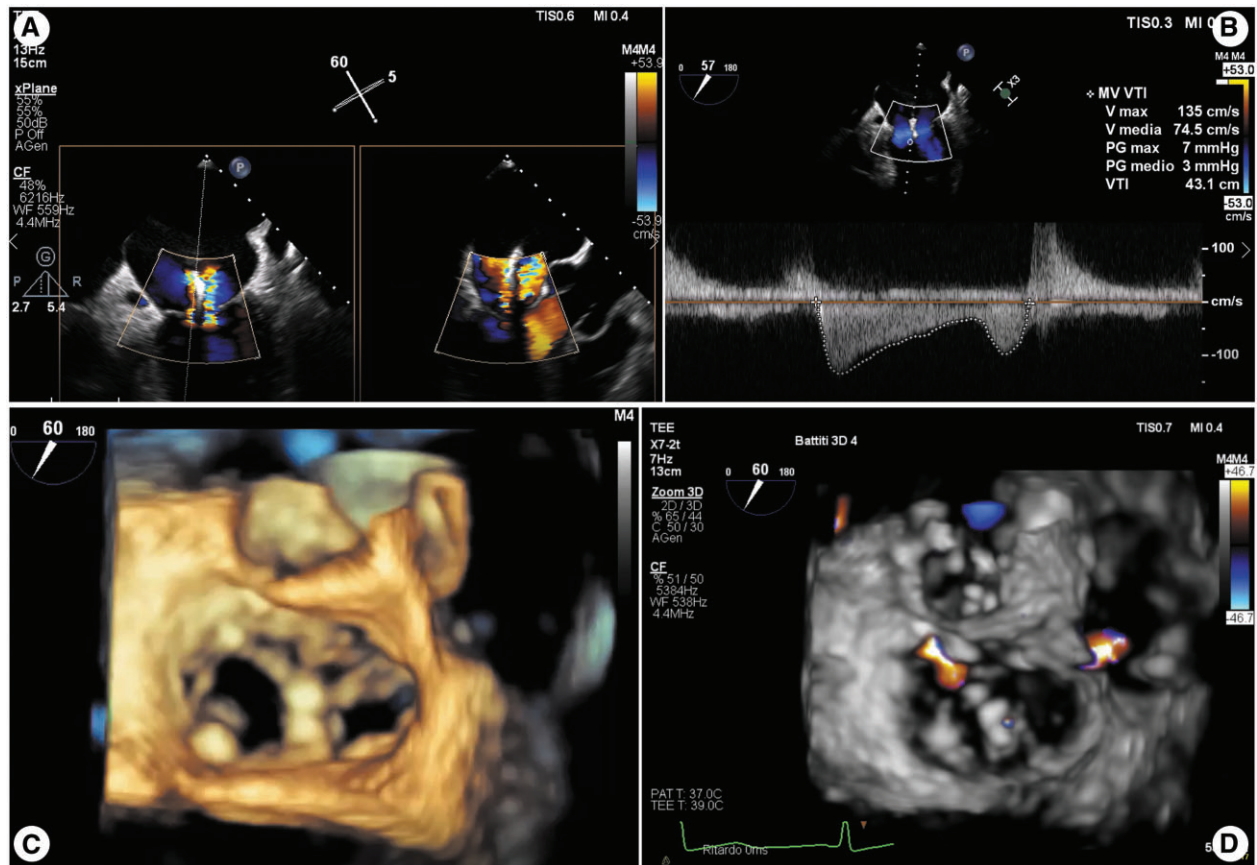 A
TIS0.6 MI 0.4
13Hz
15cm
xPlane
55%
55%
50dB
P Off
AGen
CF
48%
6216Hz
WF 559Hz
4.4MHz
G
P R
2.7 5.4
60
5
P
M4M4
+53.9
-53.9
cm/s
B
TIS0.3 MI 0
0 57 180
P
X3
M4 M4
+53.0
-53.0
cm/s
MV VTI
V max 135 cm/s
V media 74.5 cm/s
PG max 7 mmHg
PG medio 3 mmHg
VTI 43.1 cm
100
cm/s
-100
C
0 60 180
M4
D
TEE
X7-2t
7Hz
13cm
Zoom 3D
2D / 3D
% 65 / 44
C 50 / 30
AGen
CF
% 51 / 50
5384Hz
WF 538Hz
4.4MHz
Battiti 3D 4
0 60 180
TIS0.7 MI 0.4
M4M4
+46.7
-46.7
PAT T: 37.0C
TEE T: 39.0C
Ritardo 0ms